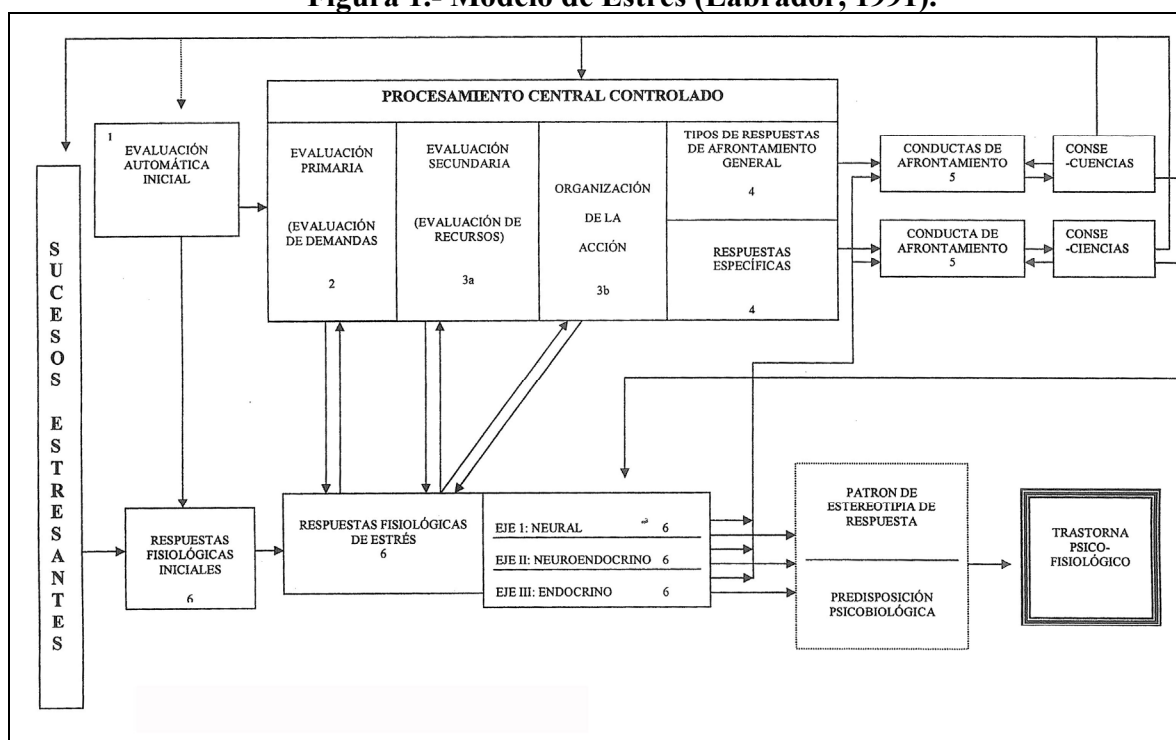 Figura 1.- Modelo de Estrés (Labrador, 1991).
SUCESOS ESTRESANTES
1
EVALUACIÓN
AUTOMÁTICA
INICIAL
PROCESAMIENTO CENTRAL CONTROLADO
EVALUACIÓN
PRIMARIA
(EVALUACIÓN
DE DEMANDAS
2
EVALUACIÓN
SECUNDARIA
(EVALUACIÓN DE
RECURSOS)
3a
ORGANIZACIÓN
DE LA
ACCIÓN
3b
TIPOS DE RESPUESTAS
DE AFRONTAMIENTO
GENERAL
4
RESPUESTAS
ESPECÍFICAS
4
CONDUCTAS DE
AFRONTAMIENTO
5
CONSE
-CUENCIAS
CONDUCTA DE
AFRONTAMIENTO
5
CONSE
-CIENCIAS
RESPUESTAS
FISIOLÓGICAS
INICIALES
6
RESPUESTAS FISIOLÓGICAS
DE ESTRÉS
6
EJE 1: NEURAL 6
EJE II: NEUROENDOCRINO 6
EJE III: ENDOCRINO 6
PATRON DE
ESTEREOTIPIA DE
RESPUESTA
PREDISPOSICIÓN
PSICOBIOLÓGICA
TRASTORNA
PSICO-
FISIOLÓGICO